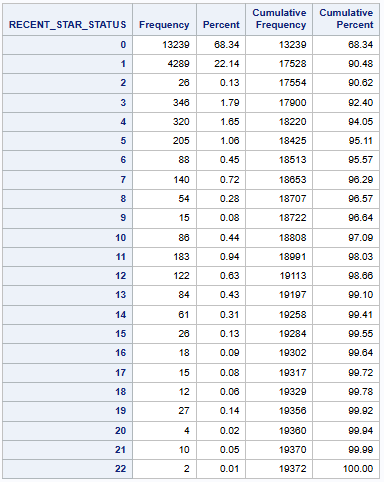 Cumulative Cumulative
RECENT_STAR_STATUS Frequency Percent Frequency Percent
0 13239 68.34 13239 68.34
1 4289 22.14 17528 90.48
2 26 0.13 17554 90.62
3 346 1.79 17900 92.40
4 320 1.65 18220 94.05
5 205 1.06 18425 95.11
6 88 0.45 18513 95.57
7 140 0.72 18653 96.29
8 54 0.28 18707 96.57
9 15 0.08 18722 96.64
10 86 0.44 18808 97.09
11 183 0.94 18991 98.03
12 122 0.63 19113 98.66
13 84 0.43 19197 99.10
14 61 0.31 19258 99.41
15 26 0.13 19284 99.55
16 18 0.09 19302 99.64
17 15 0.08 19317 99.72
18 12 0.06 19329 99.78
19 27 0.14 19356 99.92
20 4 0.02 19360 99.94
21 10 0.05 19370 99.99
22 2 0.01 19372 100.00